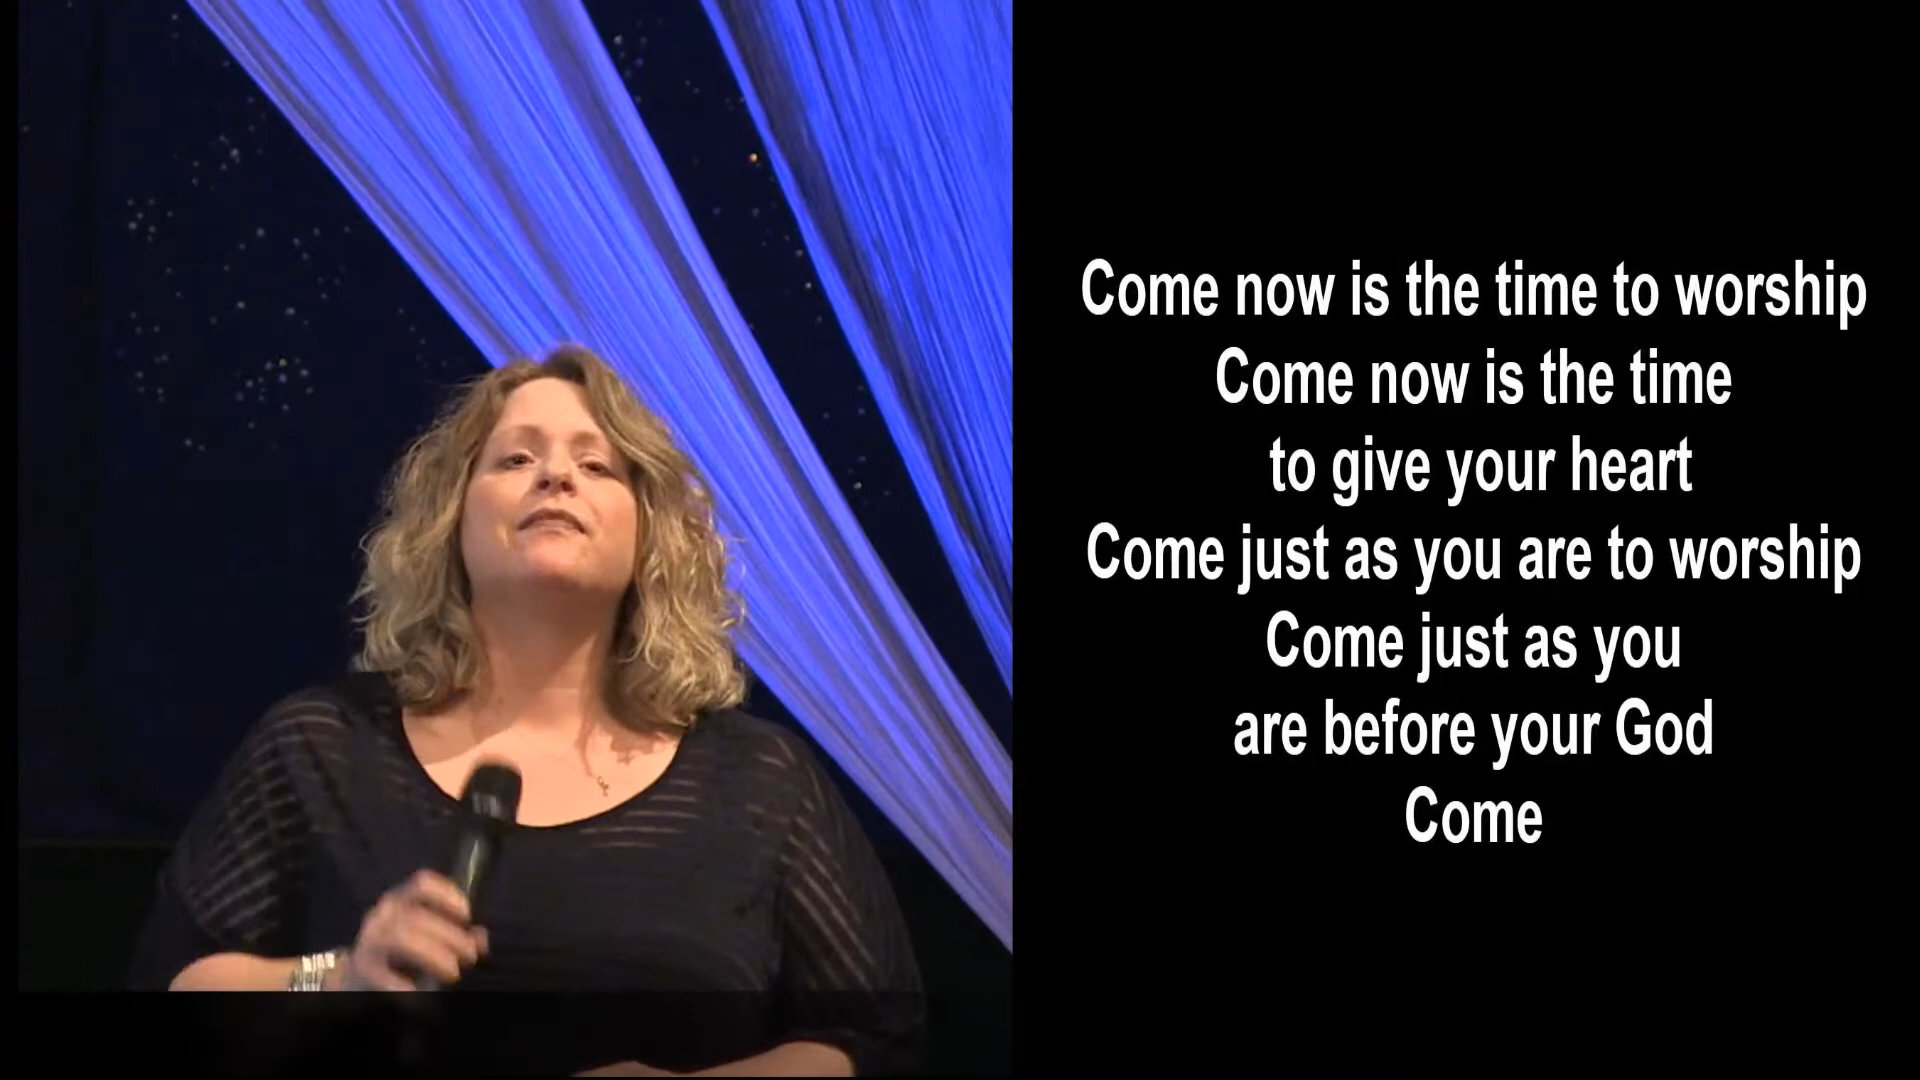 Come now is the time to worship
Come now is the time
to give your heart
Come just as you are to worship
Come just as you
are before your God
Come